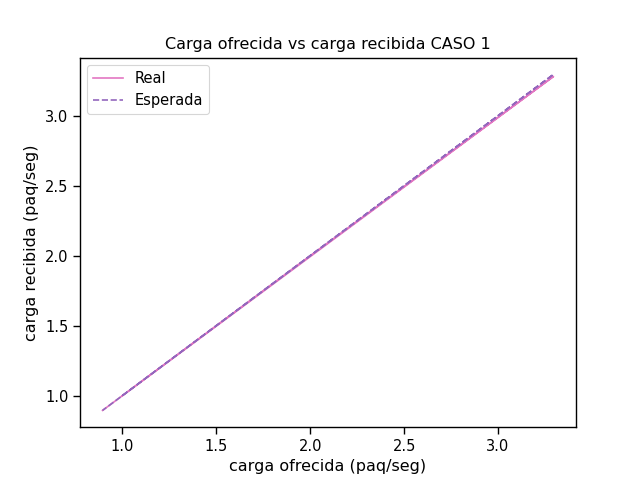 Carga ofrecida vs carga recibida CASO 1
Real
Esperada
carga recibida (paq/seg)
3.0
2.5
2.0
1.5
1.0
1.0 1.5 2.0 2.5 3.0
carga ofrecida (paq/seg)